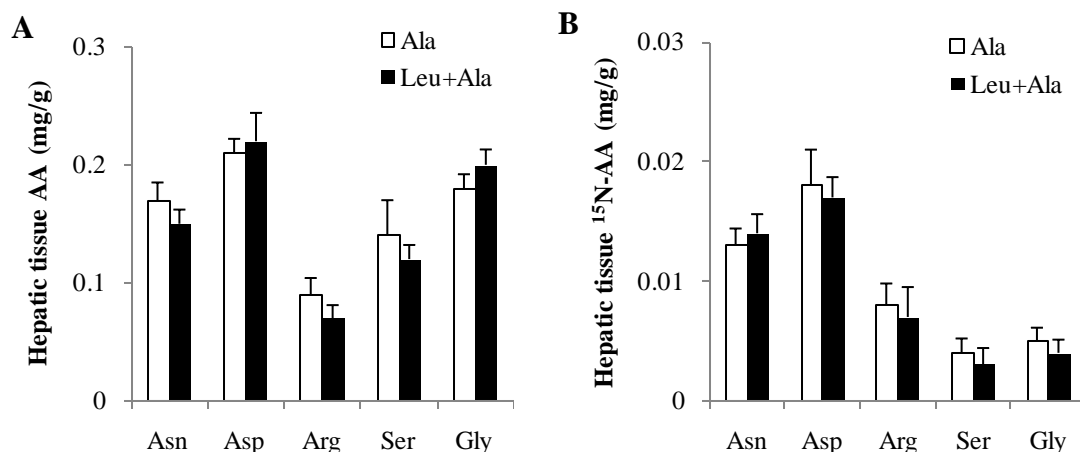 A
Ala
Leu+Ala
Hepatic tissue AA (mg/g)
0.3
0.2
0.1
0
Asn Asp Arg Ser Gly
B
Ala
Leu+Ala
Hepatic tissue ¹⁵N-AA (mg/g)
0.03
0.02
0.01
0.00
Asn Asp Arg Ser Gly